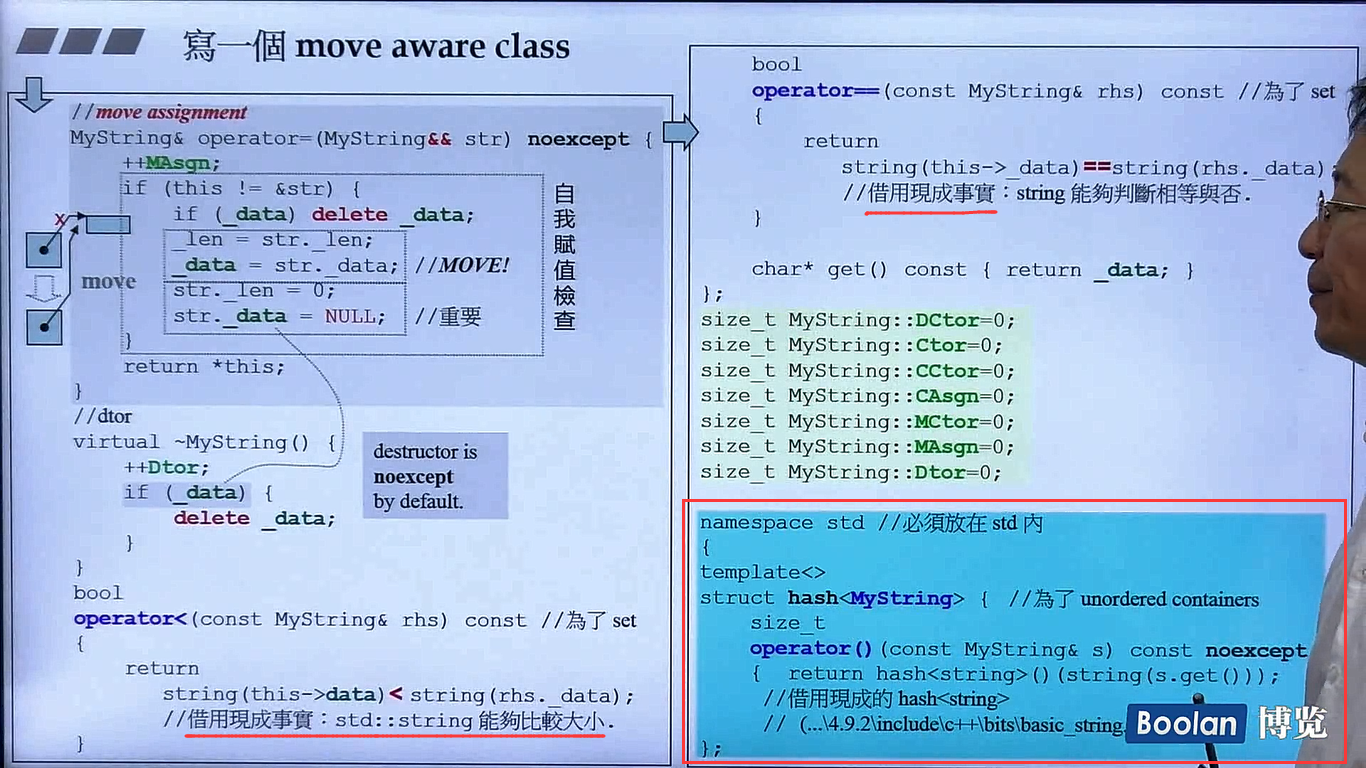 寫一個 move aware class
//move assignment
MyString& operator=(MyString&& str) noexcept {
++MAsgn;
if (this != &str) {
if (_data) delete _data;
_len = str._len;
_data = str._data; //MOVE!
str._len = 0;
str._data = NULL; //重要
}
return *this;
}
自我賦值檢查
x
move
//dtor
virtual ~MyString() {
++Dtor;
if (_data) {
delete _data;
}
}
destructor is
noexcept
by default.
bool
operator<(const MyString& rhs) const //為了 set
{
return
string(this->data)< string(rhs._data);
//借用現成事實：std::string 能夠比較大小.
}
bool
operator==(const MyString& rhs) const //為了 set
{
return
string(this->_data)==string(rhs._data);
//借用現成事實：string 能夠判斷相等與否.
}
char* get() const { return _data; }
};
size_t MyString::DCtor=0;
size_t MyString::Ctor=0;
size_t MyString::CCtor=0;
size_t MyString::CAsgn=0;
size_t MyString::MCtor=0;
size_t MyString::MAsgn=0;
size_t MyString::Dtor=0;
namespace std //必須放在 std 內
{
template<>
struct hash<MyString> { //為了 unordered containers
size_t
operator()(const MyString& s) const noexcept
{ return hash<string>()(string(s.get()));
//借用現成的 hash<string>
// (...\4.9.2\include\c++\bits\basic_string.
};
Boolan 博览